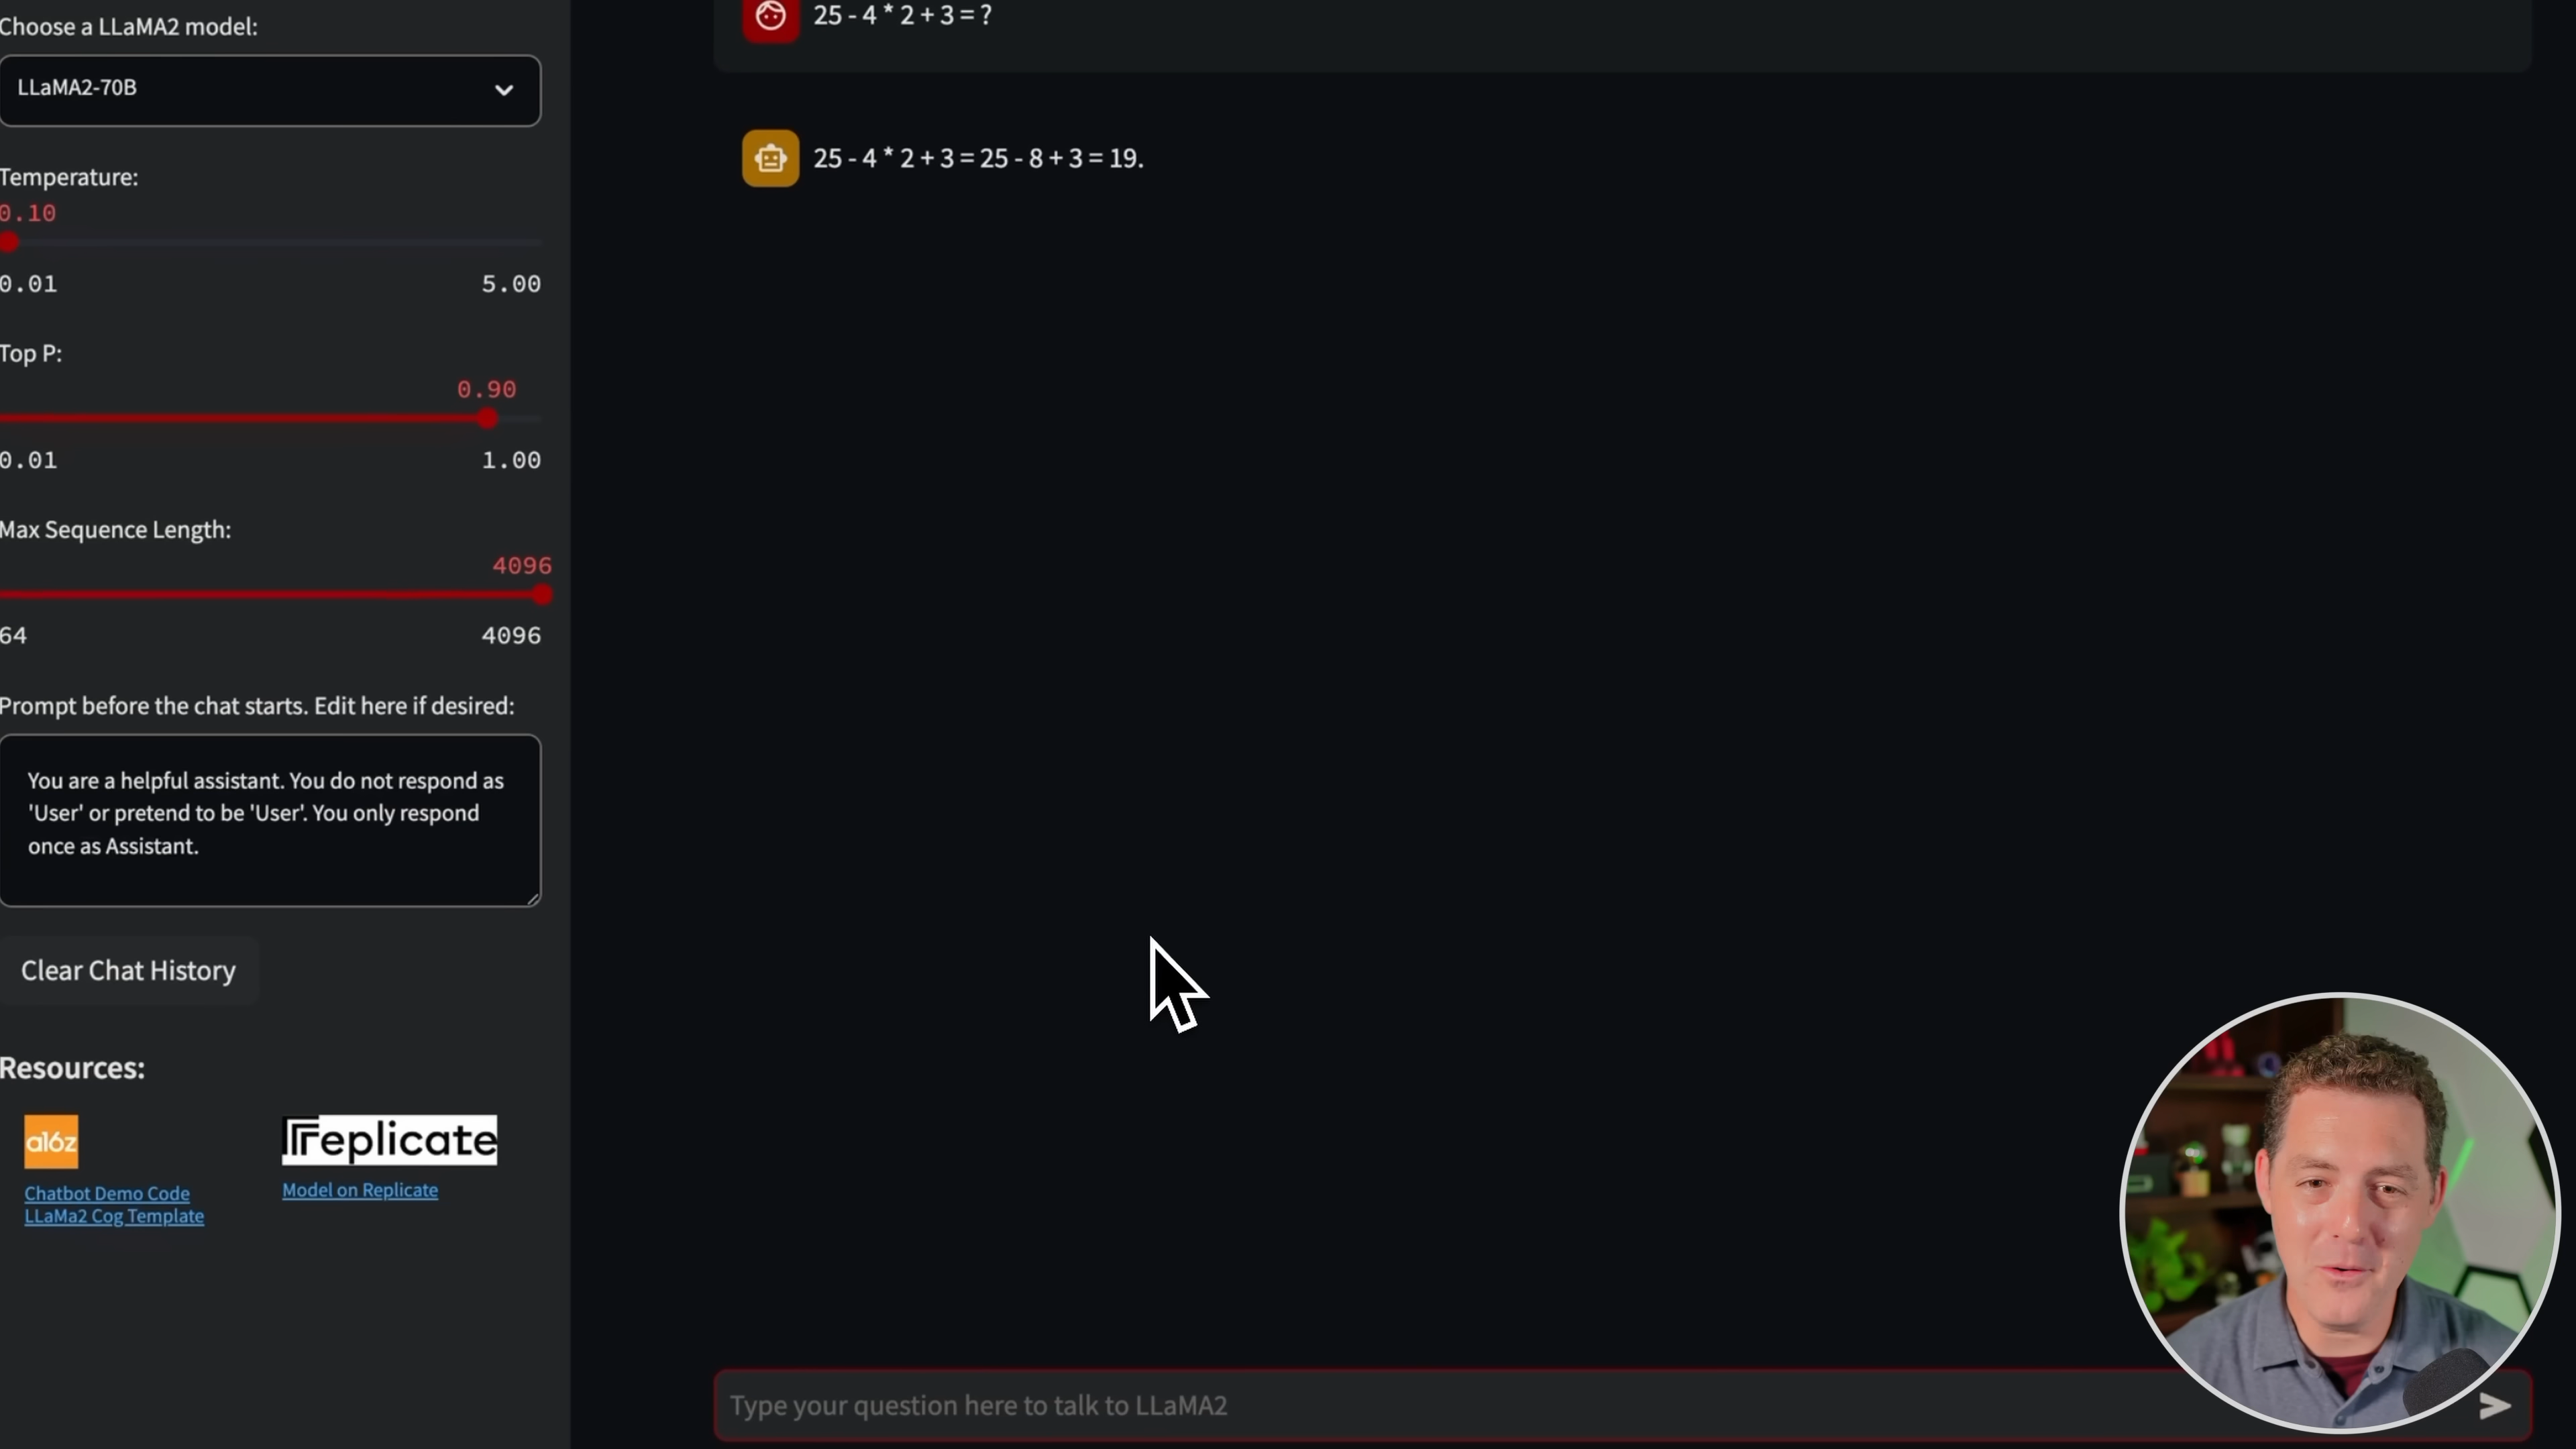 Choose a LLaMA2 model:
LLaMA2-70B
Temperature:
0.10
0.01 5.00
Top P:
0.90
0.01 1.00
Max Sequence Length:
4096
64 4096
Prompt before the chat starts. Edit here if desired:
You are a helpful assistant. You do not respond as
'User' or pretend to be 'User'. You only respond
once as Assistant.
Clear Chat History
Resources:
a16z
Chatbot Demo Code
LLaMa2 Cog Template
replicate
Model on Replicate
25 - 4 * 2 + 3 = ?
25 - 4 * 2 + 3 = 25 - 8 + 3 = 19.
Type your question here to talk to LLaMA2